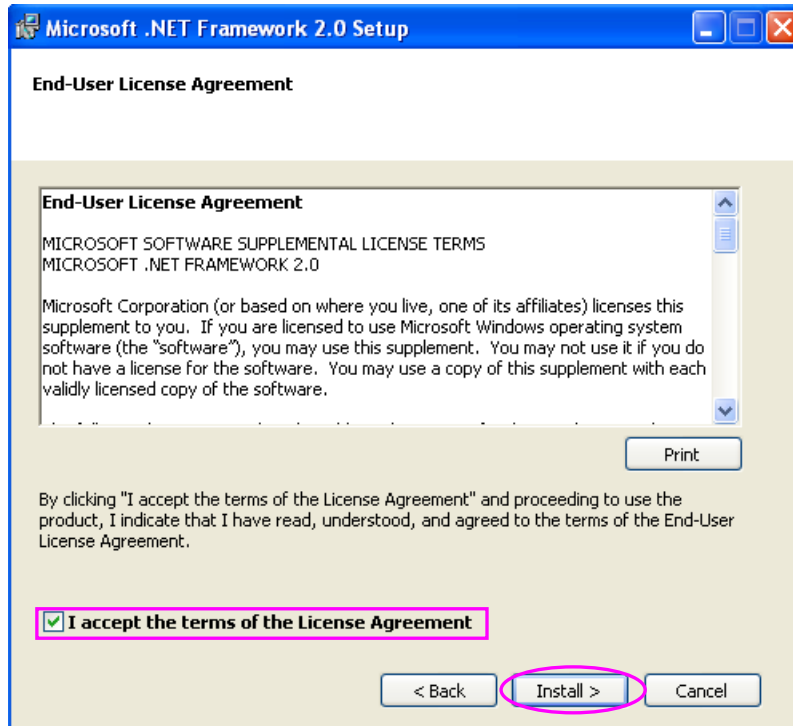 Microsoft .NET Framework 2.0 Setup
End-User License Agreement
End-User License Agreement
MICROSOFT SOFTWARE SUPPLEMENTAL LICENSE TERMS
MICROSOFT .NET FRAMEWORK 2.0
Microsoft Corporation (or based on where you live, one of its affiliates) licenses this
supplement to you.  If you are licensed to use Microsoft Windows operating system
software (the “software”), you may use this supplement.  You may not use it if you do
not have a license for the software.  You may use a copy of this supplement with each
validly licensed copy of the software.
Print
By clicking "I accept the terms of the License Agreement" and proceeding to use the
product, I indicate that I have read, understood, and agreed to the terms of the End-User
License Agreement.
I accept the terms of the License Agreement
< Back
Install >
Cancel